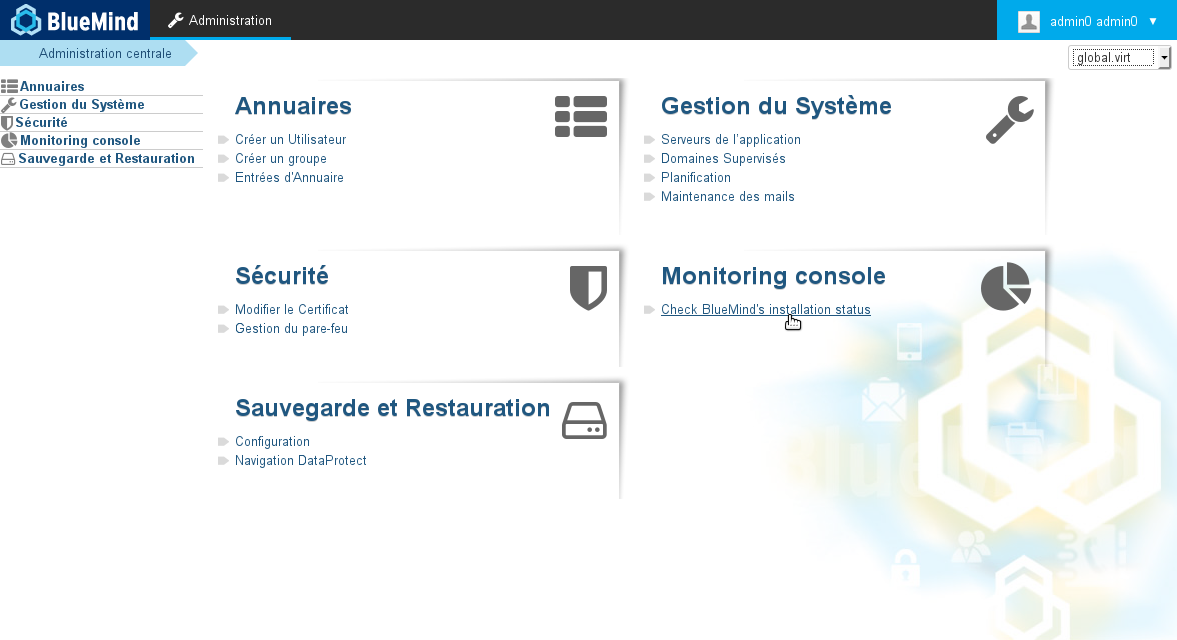 BlueMind
Administration
admin0 admin0
Administration centrale
global.virt
Annuaires
Gestion du Système
Sécurité
Monitoring console
Sauvegarde et Restauration
Annuaires
Créer un Utilisateur
Créer un groupe
Entrées d'Annuaire
Gestion du Système
Serveurs de l'application
Domaines Supervisés
Planification
Maintenance des mails
Sécurité
Modifier le Certificat
Gestion du pare-feu
Monitoring console
Check BlueMind's installation status
Sauvegarde et Restauration
Configuration
Navigation DataProtect